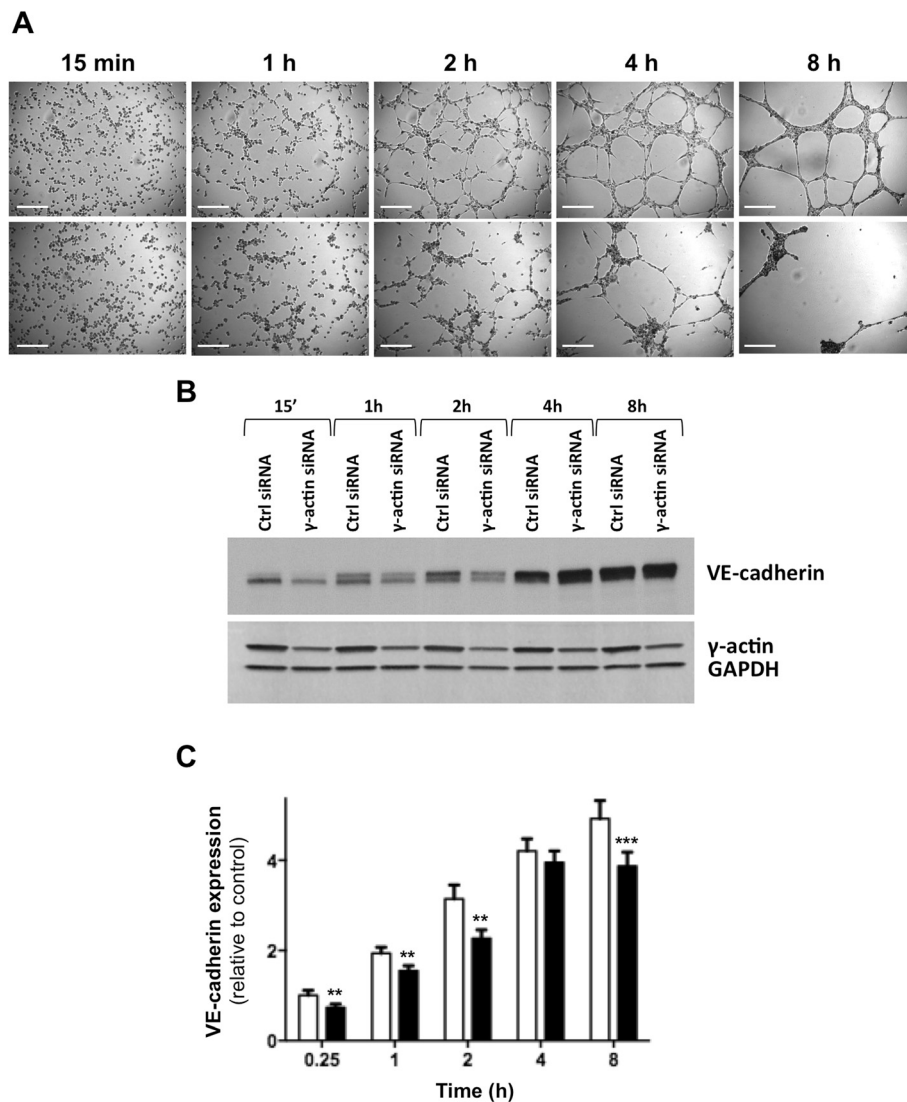 A
15 min 1 h 2 h 4 h 8 h
B
15’ 1h 2h 4h 8h
Ctrl siRNA γ-actin siRNA Ctrl siRNA γ-actin siRNA Ctrl siRNA γ-actin siRNA Ctrl siRNA γ-actin siRNA Ctrl siRNA γ-actin siRNA
VE-cadherin
γ-actin
GAPDH
C
VE-cadherin expression
(relative to control)
4
2
0
** ** ** ***
0.25 1 2 4 8
Time (h)